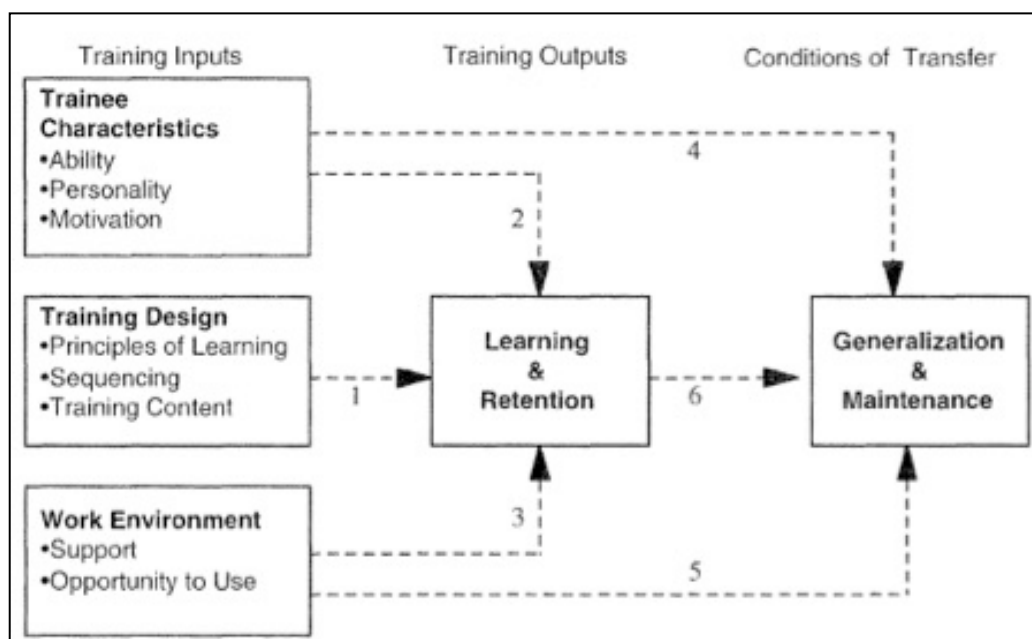 Training Inputs
Training Outputs
Conditions of Transfer
Trainee
Characteristics
•Ability
•Personality
•Motivation
4
2
Training Design
•Principles of Learning
•Sequencing
•Training Content
1
Learning
&
Retention
6
Generalization
&
Maintenance
Work Environment
•Support
•Opportunity to Use
3
5